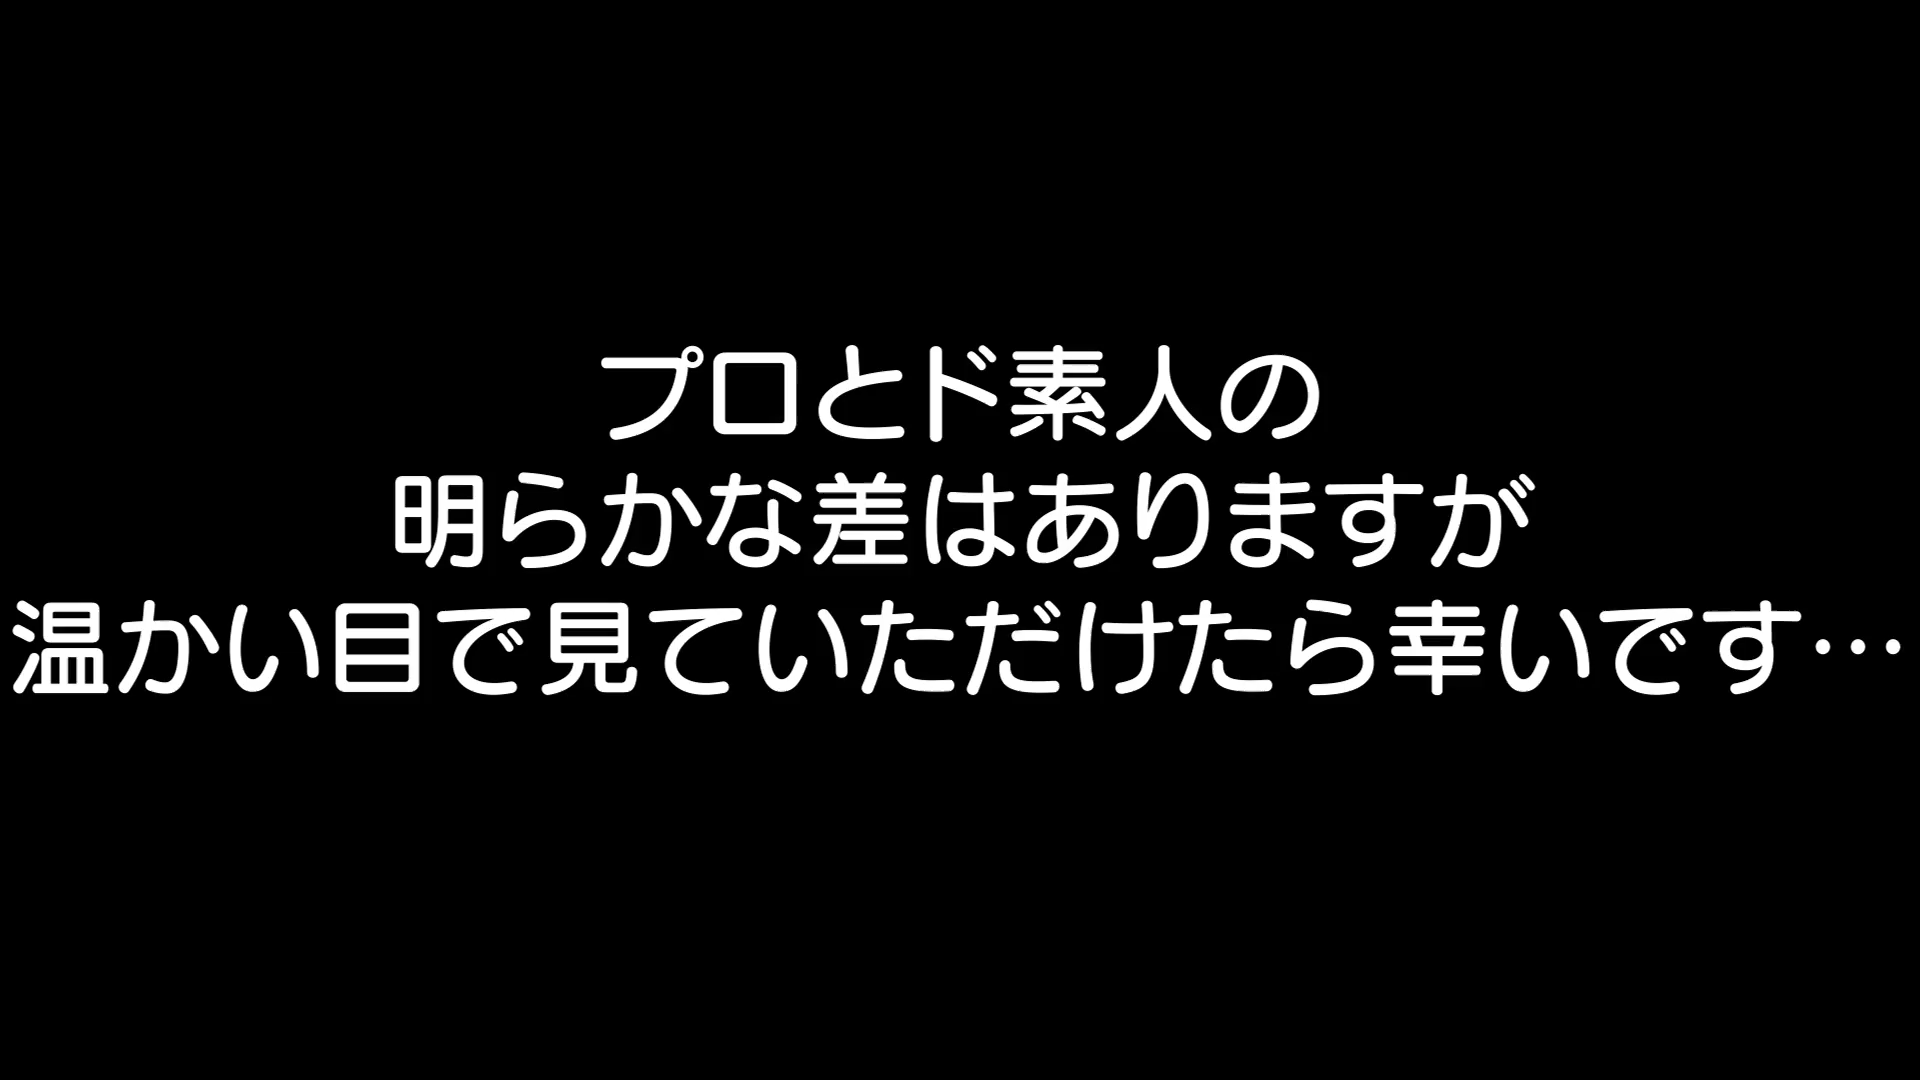 プロとド素人の
明らかな差はありますが
温かい目で見ていただけたら幸いです…